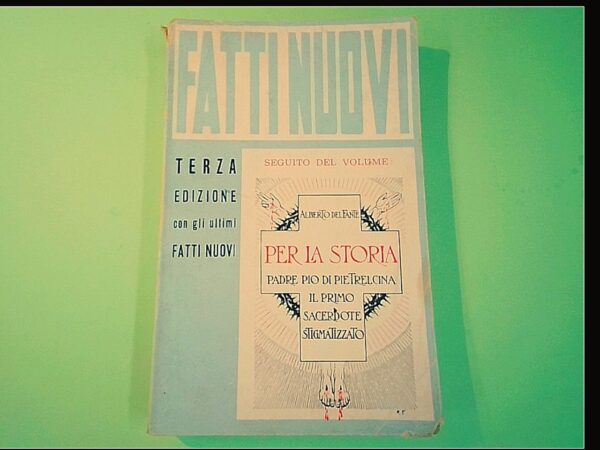 FATTI NUOVI
TERZA
EDIZIONE
con gli ultimi
FATTI NUOVI
SEGUITO DEL VOLUME:
ALBERTO DEL FANTE
PER LA STORIA
PADRE PIO DI PIETRELCINA
IL PRIMO
SACERDOTE
STIGMATIZZATO